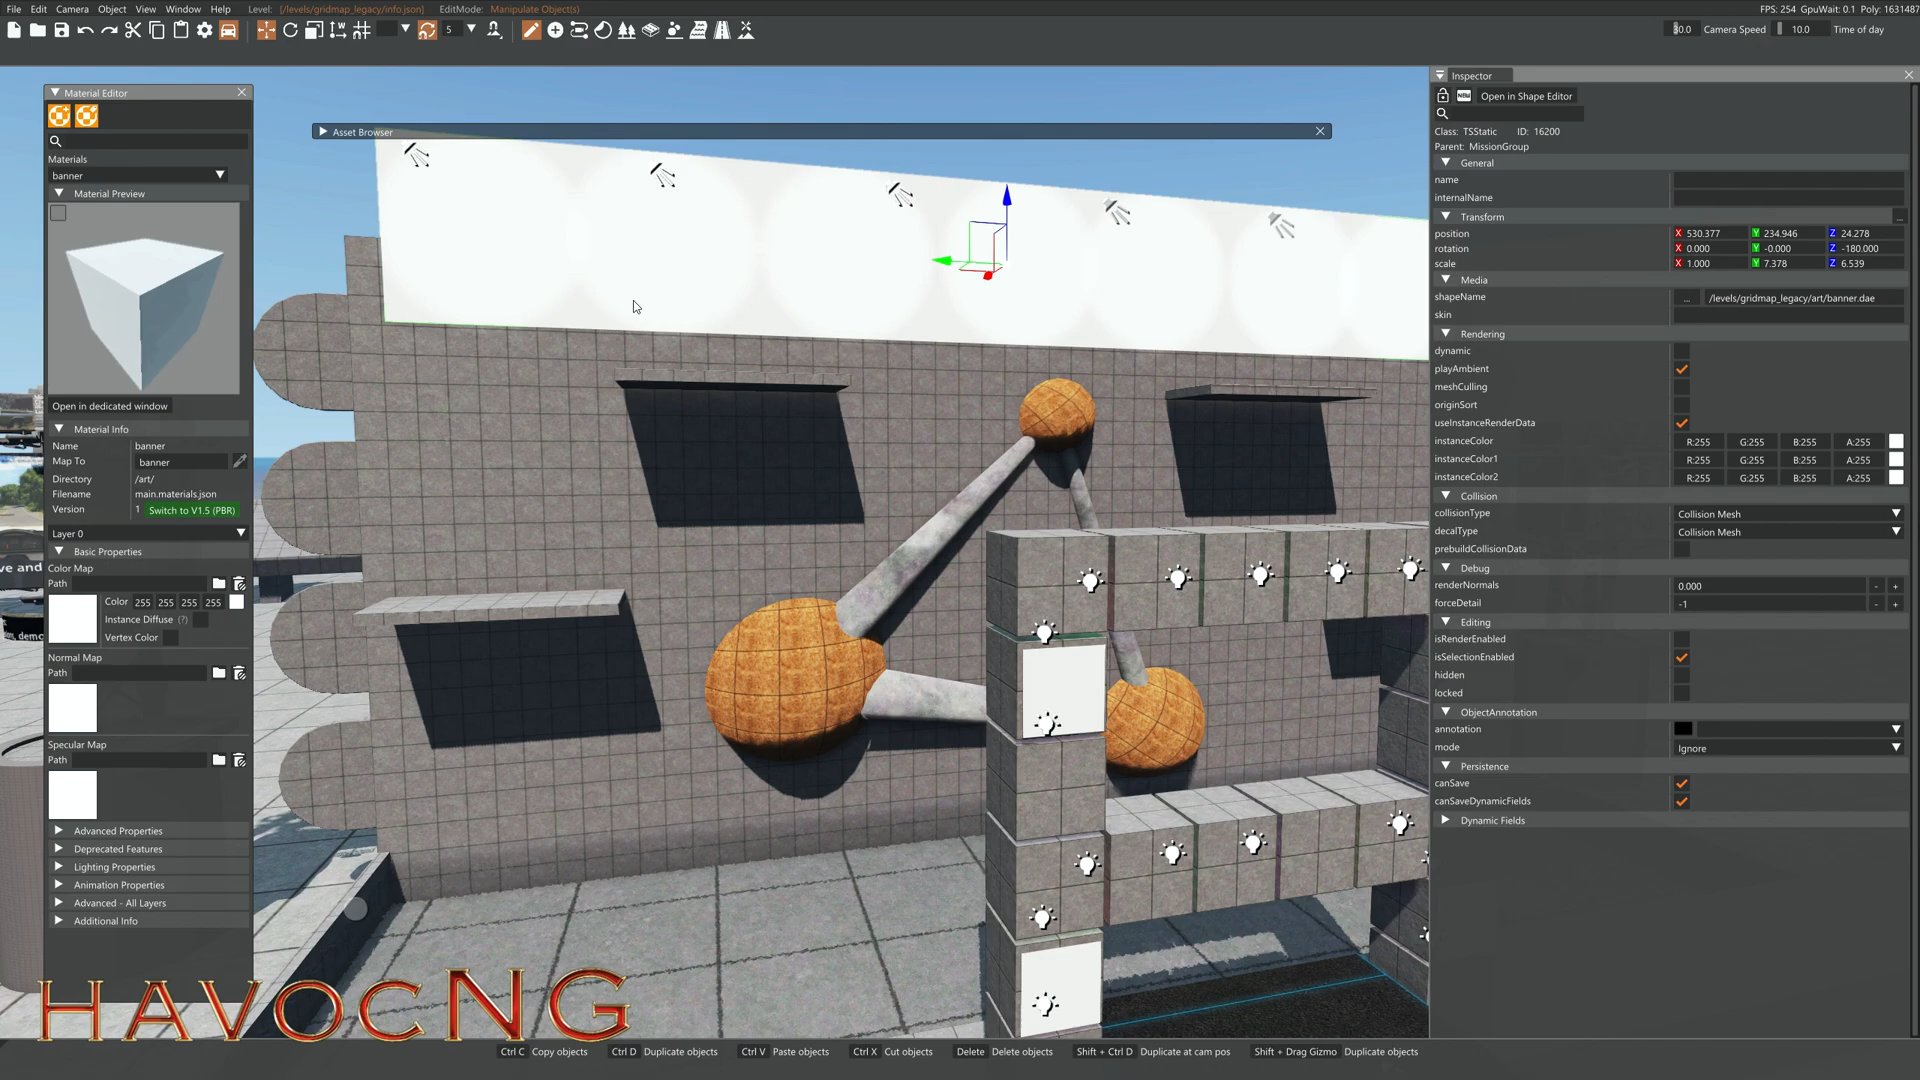 File Edit Camera Object View Window Help Level: [/levels/gridmap_legacy/info.json] EditMode: Manipulate Object(s) FPS: 254 GpuWait: 0.1 Poly: 1631487
5 30.0 Camera Speed 10.0 Time of day
Material Editor
Materials
banner
Material Preview
Open in dedicated window
Material Info
Name banner
Map To banner
Directory /art/
Filename main.materials.json
Version 1 Switch to V1.5 (PBR)
Layer 0
Basic Properties
Color Map
Path
Color 255 255 255 255
Instance Diffuse (?)
Vertex Color
Normal Map
Path
Specular Map
Path
Advanced Properties
Deprecated Features
Lighting Properties
Animation Properties
Advanced - All Layers
Additional Info
Asset Browser
Inspector
NEW Open in Shape Editor
Class: TSStatic ID: 16200
Parent: MissionGroup
General
name
internalName
Transform ...
position X 530.377 Y 234.946 Z 24.278
rotation X 0.000 Y -0.000 Z -180.000
scale X 1.000 Y 7.378 Z 6.539
Media
shapeName ... /levels/gridmap_legacy/art/banner.dae
skin
Rendering
dynamic
playAmbient
meshCulling
originSort
useInstanceRenderData
instanceColor R:255 G:255 B:255 A:255
instanceColor1 R:255 G:255 B:255 A:255
instanceColor2 R:255 G:255 B:255 A:255
Collision
collisionType Collision Mesh
decalType Collision Mesh
prebuildCollisionData
Debug
renderNormals 0.000 - +
forceDetail -1 - +
Editing
isRenderEnabled
isSelectionEnabled
hidden
locked
ObjectAnnotation
annotation
mode Ignore
Persistence
canSave
canSaveDynamicFields
Dynamic Fields
HAVOCNG
Ctrl C Copy objects Ctrl D Duplicate objects Ctrl V Paste objects Ctrl X Cut objects Delete Delete objects Shift + Ctrl D Duplicate at cam pos Shift + Drag Gizmo Duplicate objects